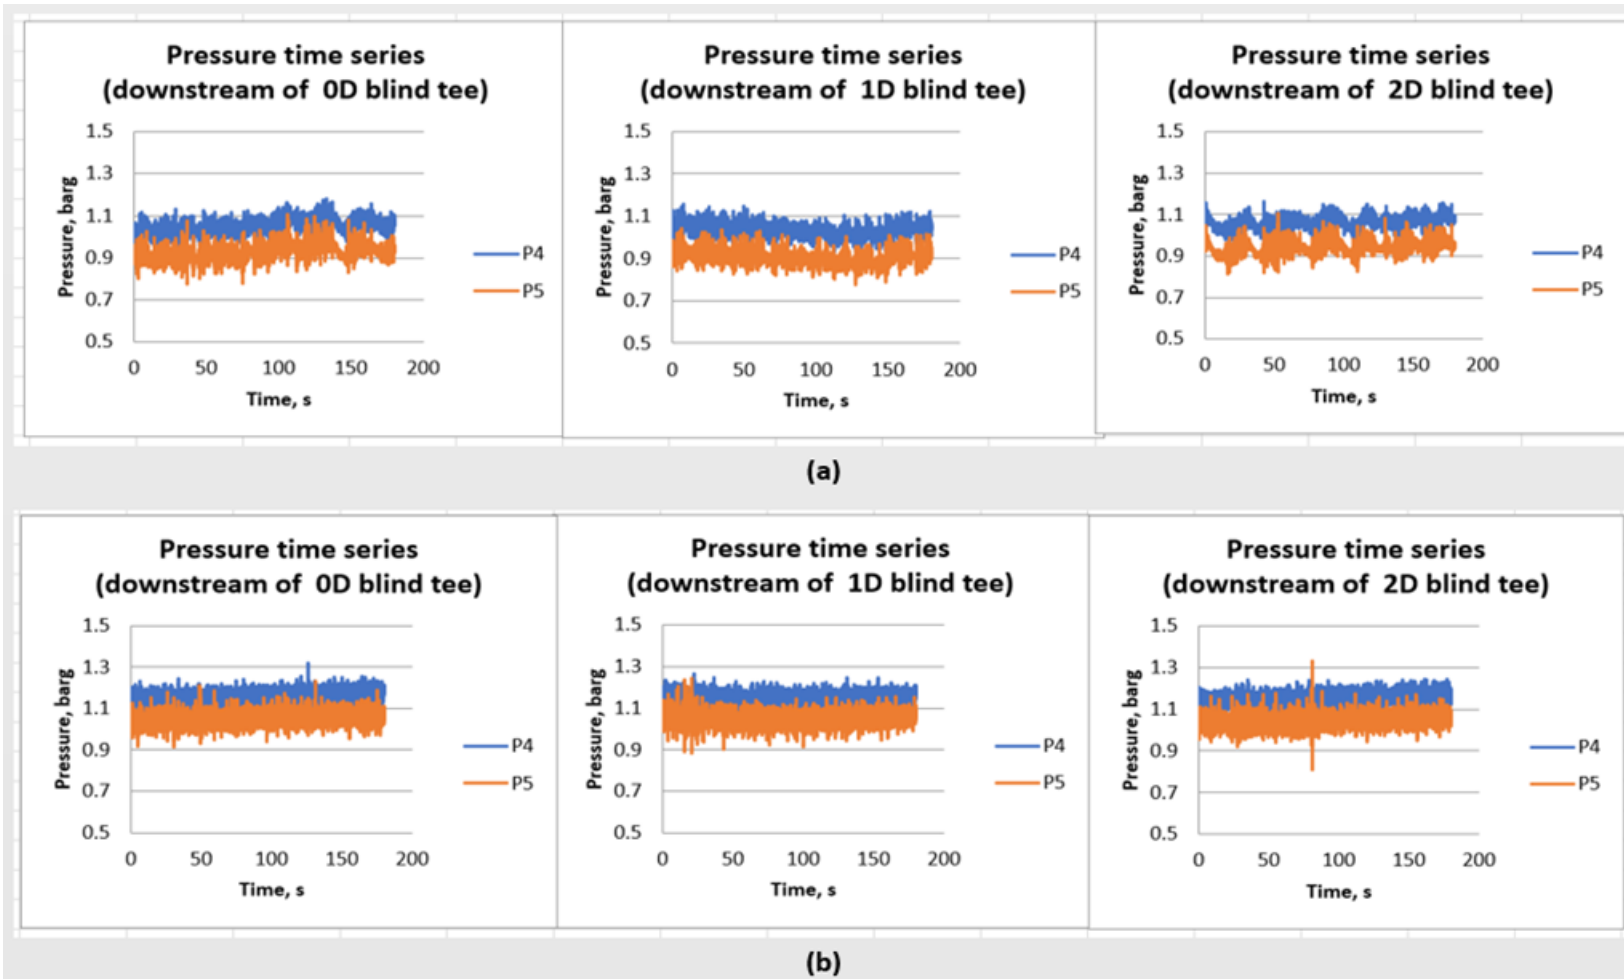 Pressure time series
(downstream of 0D blind tee)
1.5
1.3
1.1
0.9
0.7
0.5
Pressure, barg
0 50 100 150 200
Time, s
P4
P5
Pressure time series
(downstream of 1D blind tee)
1.5
1.3
1.1
0.9
0.7
0.5
Pressure, barg
0 50 100 150 200
Time, s
P4
P5
Pressure time series
(downstream of 2D blind tee)
1.5
1.3
1.1
0.9
0.7
0.5
Pressure, barg
0 50 100 150 200
Time, s
P4
P5
(a)
Pressure time series
(downstream of 0D blind tee)
1.5
1.3
1.1
0.9
0.7
0.5
Pressure, barg
0 50 100 150 200
Time, s
P4
P5
Pressure time series
(downstream of 1D blind tee)
1.5
1.3
1.1
0.9
0.7
0.5
Pressure, barg
0 50 100 150 200
Time, s
P4
P5
Pressure time series
(downstream of 2D blind tee)
1.5
1.3
1.1
0.9
0.7
0.5
Pressure, barg
0 50 100 150 200
Time, s
P4
P5
(b)